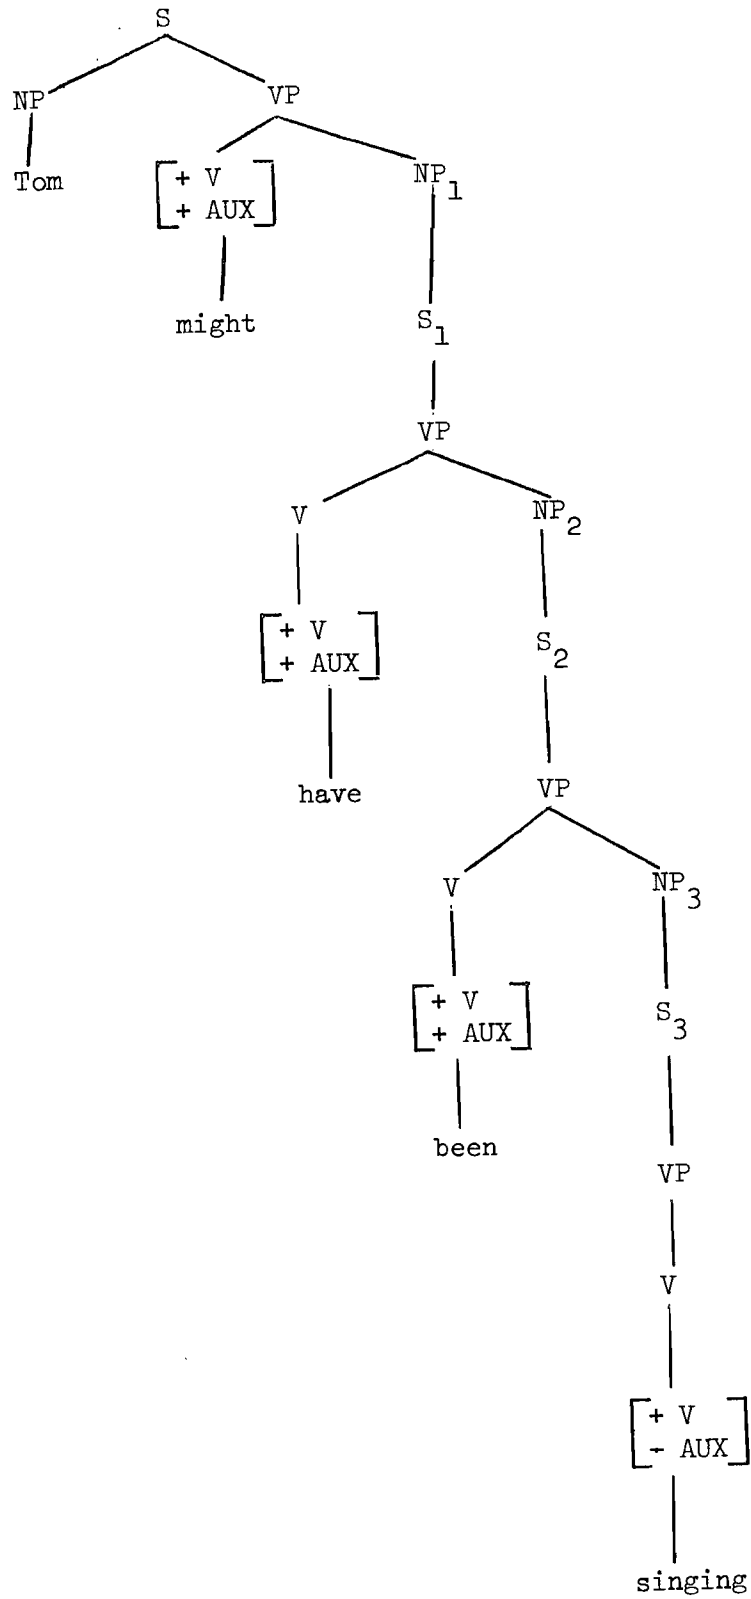 S
NP VP
Tom [+ V NP1
+ AUX]
might
S1
VP
V NP2
[+ V
+ AUX]
S2
have
VP
V NP3
[+ V
+ AUX]
S3
been
VP
V
[+ V
- AUX]
singing